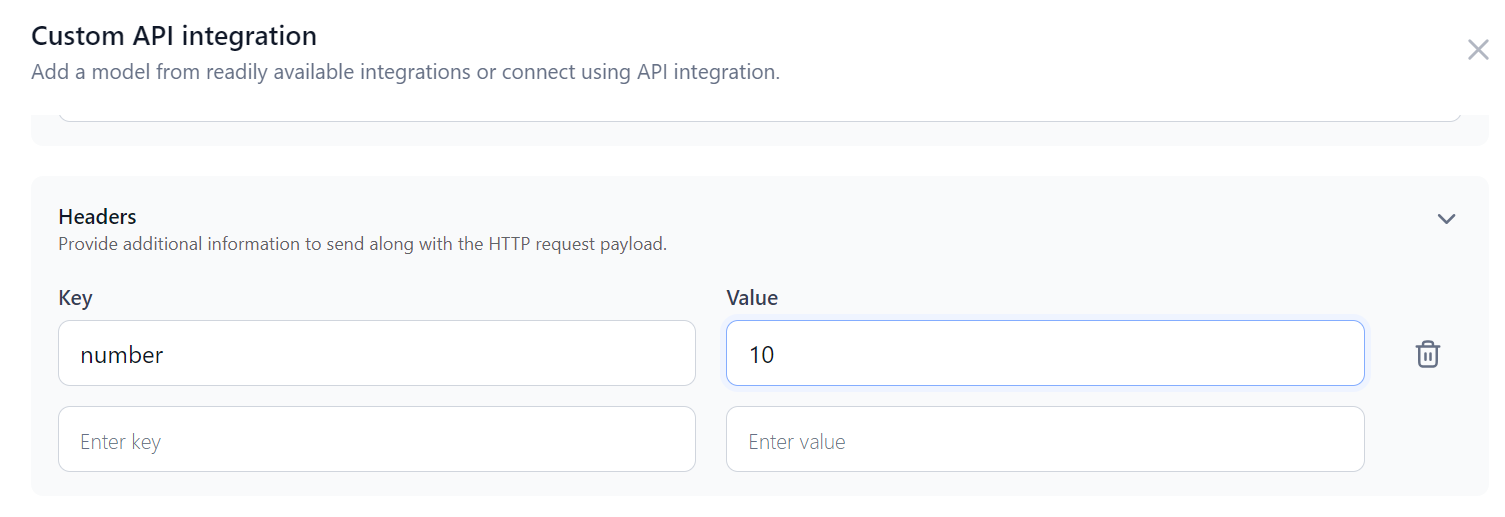 Custom API integration
Add a model from readily available integrations or connect using API integration.
Headers
Provide additional information to send along with the HTTP request payload.
Key Value
number 10
Enter key Enter value